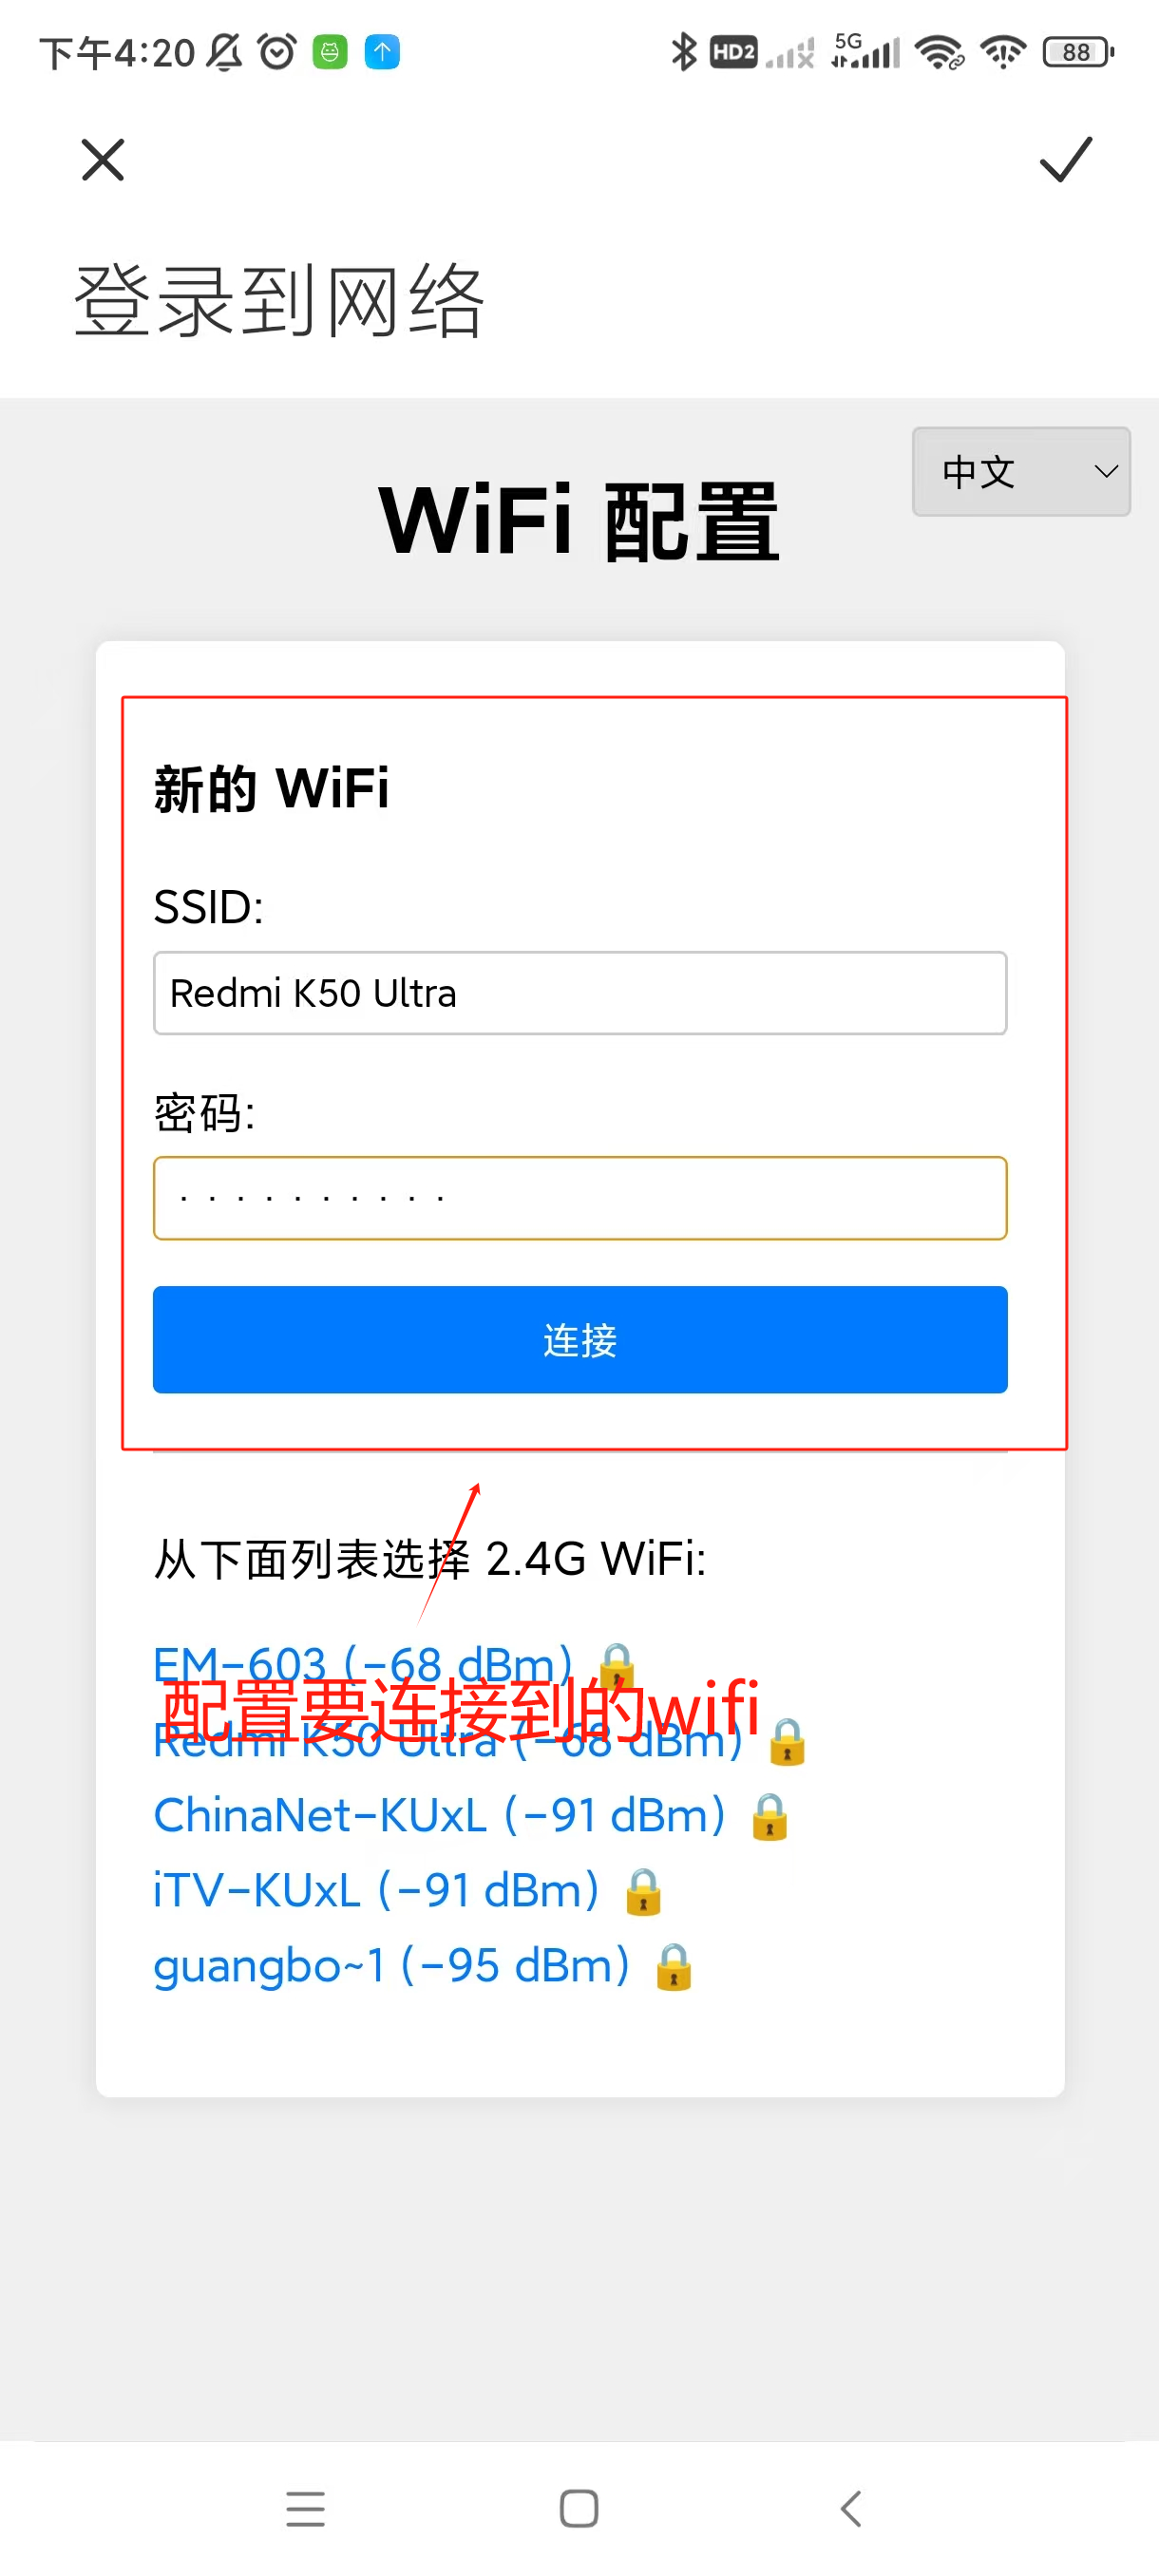 下午4:20
HD2
5G
88
登录到网络
中文
WiFi 配置
新的 WiFi
SSID:
Redmi K50 Ultra
密码:
··········
连接
从下面列表选择 2.4G WiFi:
EM-603 (-68 dBm)
配置要连接到的wifi
Redmi K50 Ultra (-68 dBm)
ChinaNet-KUxL (-91 dBm)
iTV-KUxL (-91 dBm)
guangbo~1 (-95 dBm)